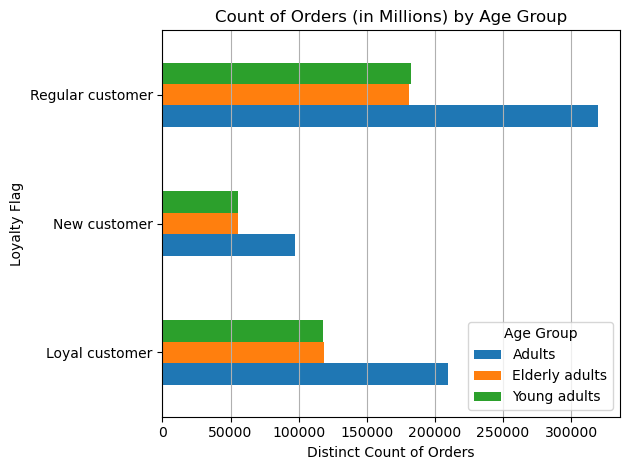 Count of Orders (in Millions) by Age Group
Regular customer
New customer
Loyal customer
Loyalty Flag
Age Group
Adults
Elderly adults
Young adults
0 50000 100000 150000 200000 250000 300000
Distinct Count of Orders